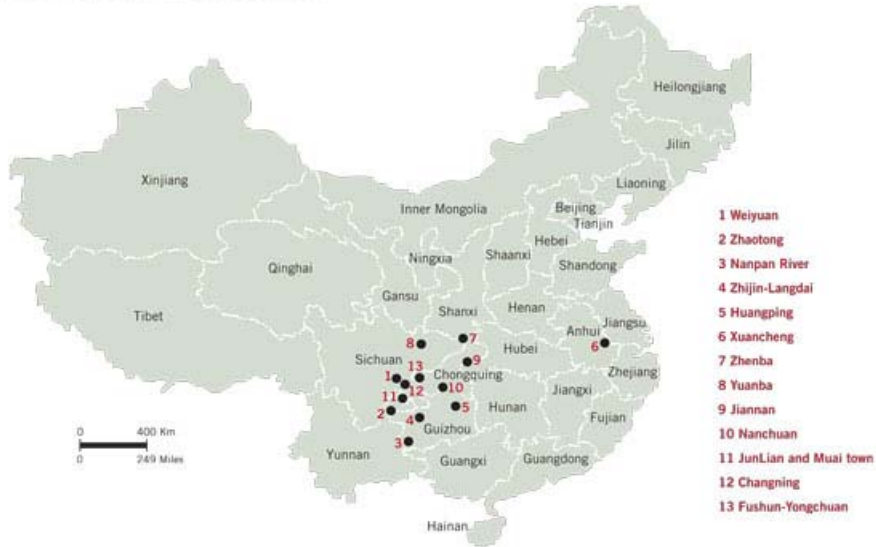 Heilongjiang
Jilin
Liaoning
Xinjiang
Inner Mongolia
Beijing
Tianjin
Hebei
Shaanxi
Ningxia
Shandong
Qinghai
Gansu
Henan
Shanxi
Tibet
Jiangsu
Anhui
8
7
6
Sichuan
Hubei
9
13
Chongquing
Zhejiang
1
12
10
Jiangxi
11
2
5
Hunan
4
Guizhou
Fujian
3
Yunnan
Guangxi
Guangdong
Hainan
0 400 Km
0 249 Miles
1 Weiyuan
2 Zhaotong
3 Nanpan River
4 Zhijin-Langdai
5 Huangping
6 Xuancheng
7 Zhenba
8 Yuanba
9 Jiannan
10 Nanchuan
11 JunLian and Muai town
12 Changning
13 Fushun-Yongchuan